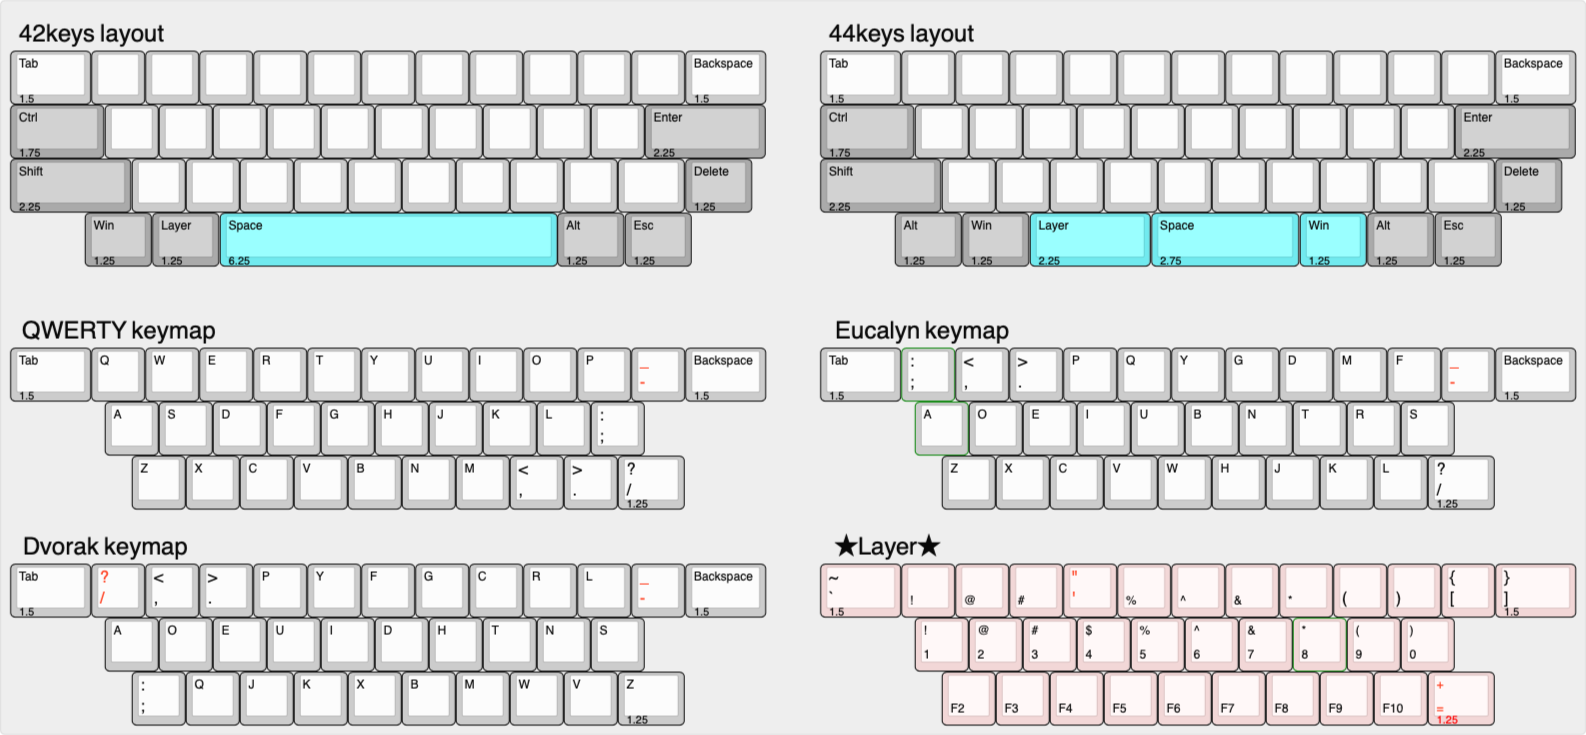 42keys layout
Tab Backspace
1.5 1.5
Ctrl Enter
1.75 2.25
Shift Delete
2.25 1.25
Win Layer Space Alt Esc
1.25 1.25 6.25 1.25 1.25
44keys layout
Tab Backspace
1.5 1.5
Ctrl Enter
1.75 2.25
Shift Delete
2.25 1.25
Alt Win Layer Space Win Alt Esc
1.25 1.25 2.25 2.75 1.25 1.25 1.25
QWERTY keymap
Tab Q W E R T Y U I O P _ Backspace
1.5 - 1.5
A S D F G H J K L :
;
Z X C V B N M < > ?
, . /
1.25
Eucalyn keymap
Tab : < > P Q Y G D M F _ Backspace
1.5 ; , . - 1.5
A O E I U B N T R S
Z X C V W H J K L ?
/
1.25
Dvorak keymap
Tab ? < > P Y F G C R L _ Backspace
1.5 / , . - 1.5
A O E U I D H T N S
: Q J K X B M W V Z
;
1.25
★Layer★
~ " { }
` ! @ # ' % ^ & * ( ) [ ]
1.5 1.5
! @ # $ % ^ & * ( )
1 2 3 4 5 6 7 8 9 0
+
F2 F3 F4 F5 F6 F7 F8 F9 F10 =
1.25